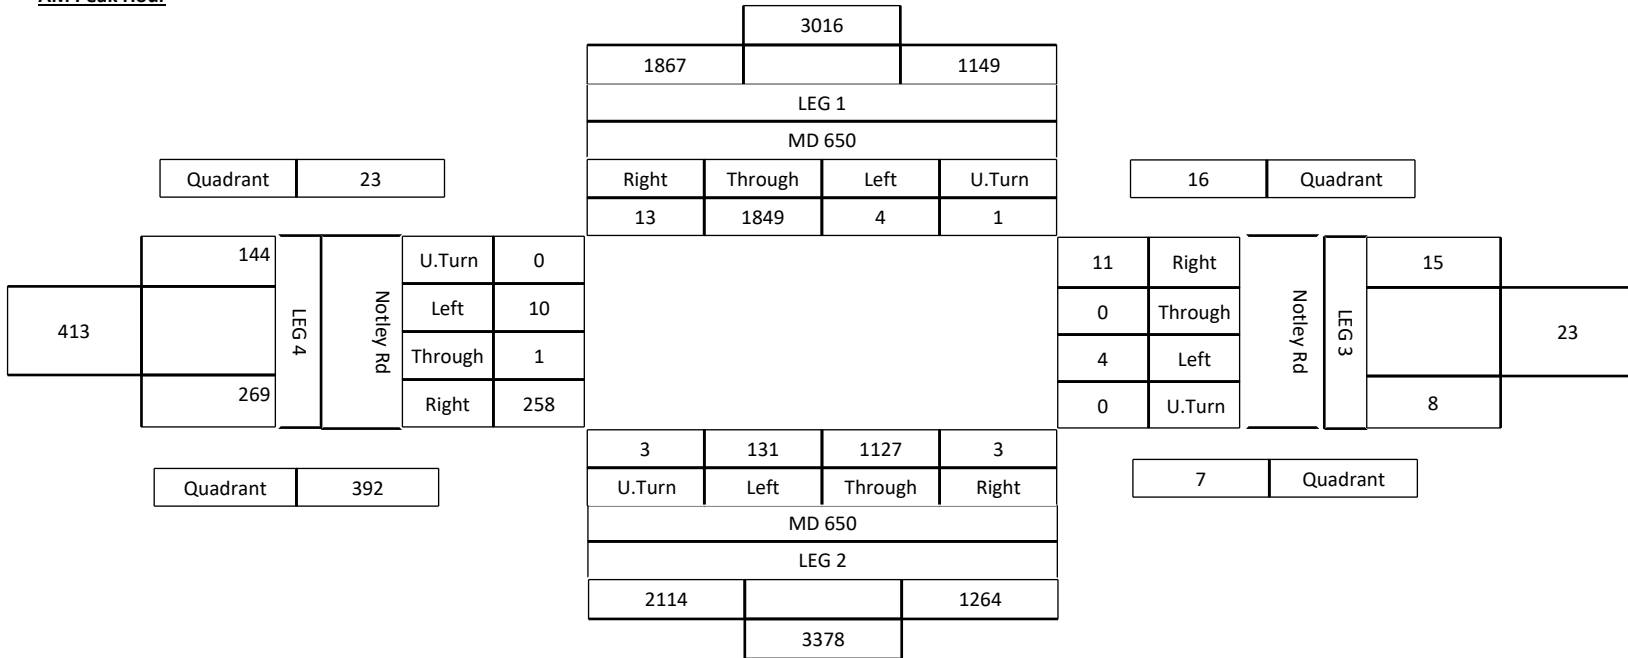 AM Peak Hour
3016
1867 1149
LEG 1
MD 650
Quadrant 23
Right Through Left U.Turn
16 Quadrant
13 1849 4 1
144
413
269
LEG 4
Notley Rd
U.Turn 0
Left 10
Through 1
Right 258
11 Right
0 Through
4 Left
0 U.Turn
Notley Rd
LEG 3
15
23
8
3 131 1127 3
U.Turn Left Through Right
Quadrant 392
7 Quadrant
MD 650
LEG 2
2114 1264
3378